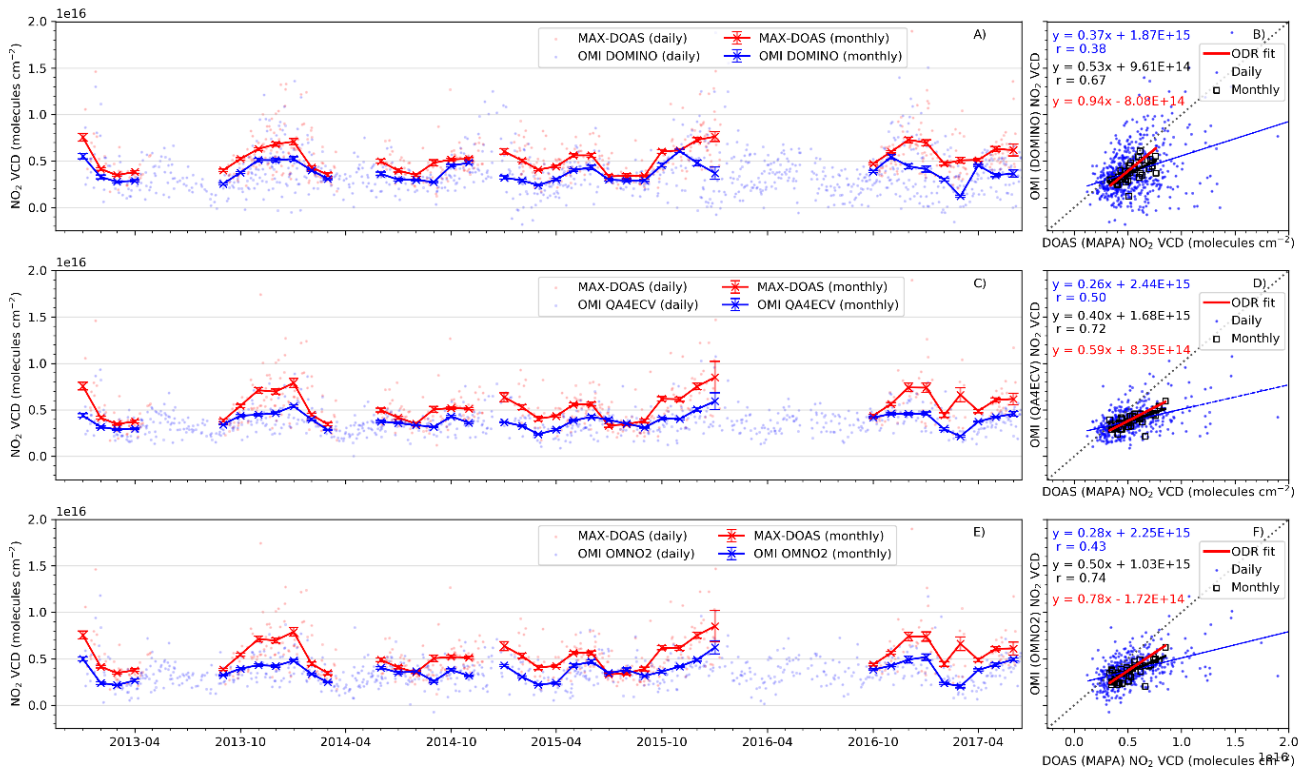 1e16
2.0
1.5
1.0
0.5
0.0
NO₂ VCD (molecules cm⁻²)
MAX-DOAS (daily)
OMI DOMINO (daily)
MAX-DOAS (monthly)
OMI DOMINO (monthly)
A)
y = 0.37x + 1.87E+15
r = 0.38
y = 0.53x + 9.61E+14
r = 0.67
y = 0.94x - 8.08E+14
B)
ODR fit
Daily
Monthly
OMI (DOMINO) NO₂ VCD
DOAS (MAPA) NO₂ VCD (molecules cm⁻²)
1e16
2.0
1.5
1.0
0.5
0.0
NO₂ VCD (molecules cm⁻²)
MAX-DOAS (daily)
OMI QA4ECV (daily)
MAX-DOAS (monthly)
OMI QA4ECV (monthly)
C)
y = 0.26x + 2.44E+15
r = 0.50
y = 0.40x + 1.68E+15
r = 0.72
y = 0.59x + 8.35E+14
D)
ODR fit
Daily
Monthly
OMI (QA4ECV) NO₂ VCD
DOAS (MAPA) NO₂ VCD (molecules cm⁻²)
1e16
2.0
1.5
1.0
0.5
0.0
NO₂ VCD (molecules cm⁻²)
MAX-DOAS (daily)
OMI OMNO2 (daily)
MAX-DOAS (monthly)
OMI OMNO2 (monthly)
E)
2013-04
2013-10
2014-04
2014-10
2015-04
2015-10
2016-04
2016-10
2017-04
y = 0.28x + 2.25E+15
r = 0.43
y = 0.50x + 1.03E+15
r = 0.74
y = 0.78x - 1.72E+14
F)
ODR fit
Daily
Monthly
OMI (OMNO2) NO₂ VCD
0.0
0.5
1.0
1.5
2.0
1e16
DOAS (MAPA) NO₂ VCD (molecules cm⁻²)